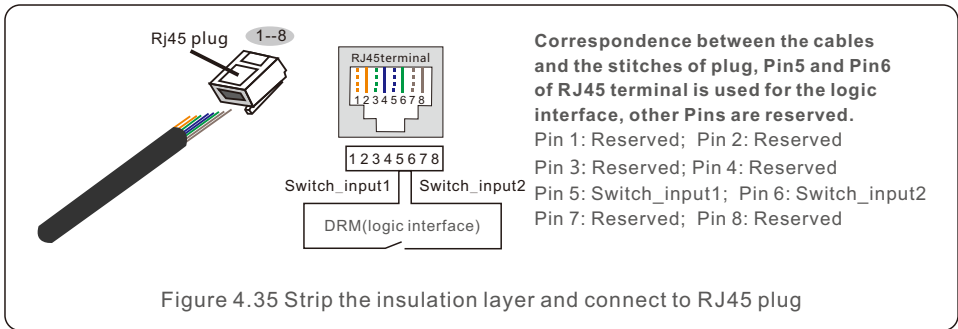 Rj45 plug
1--8
RJ45terminal
1 2 3 4 5 6 7 8
1 2 3 4 5 6 7 8
Switch_input1
Switch_input2
DRM(logic interface)
Correspondence between the cables
and the stitches of plug, Pin5 and Pin6
of RJ45 terminal is used for the logic
interface, other Pins are reserved.
Pin 1: Reserved; Pin 2: Reserved
Pin 3: Reserved; Pin 4: Reserved
Pin 5: Switch_input1; Pin 6: Switch_input2
Pin 7: Reserved; Pin 8: Reserved
Figure 4.35 Strip the insulation layer and connect to RJ45 plug